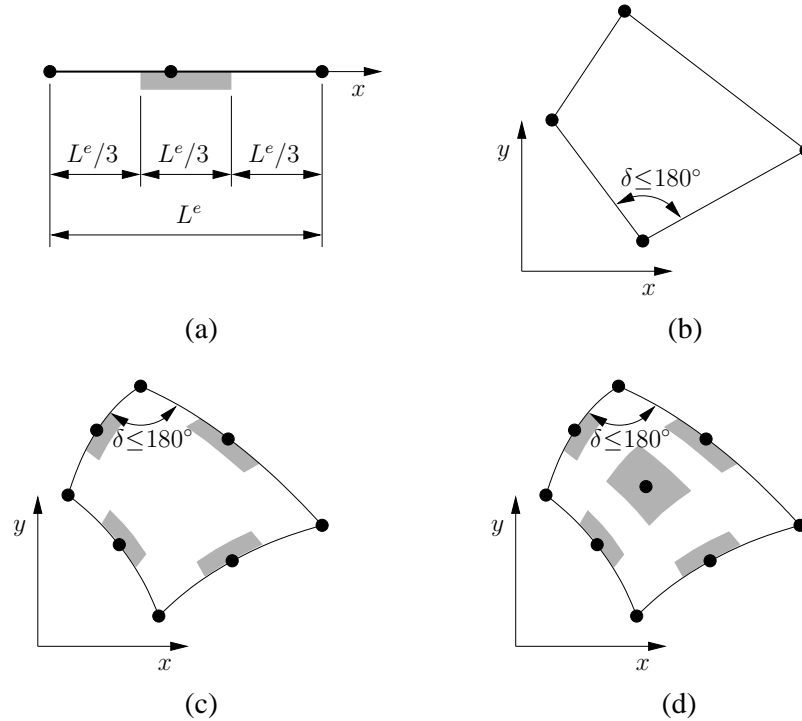 x
L^e/3 L^e/3 L^e/3
L^e
(a)
y
δ≤180°
x
(b)
δ≤180°
y
x
(c)
δ≤180°
y
x
(d)